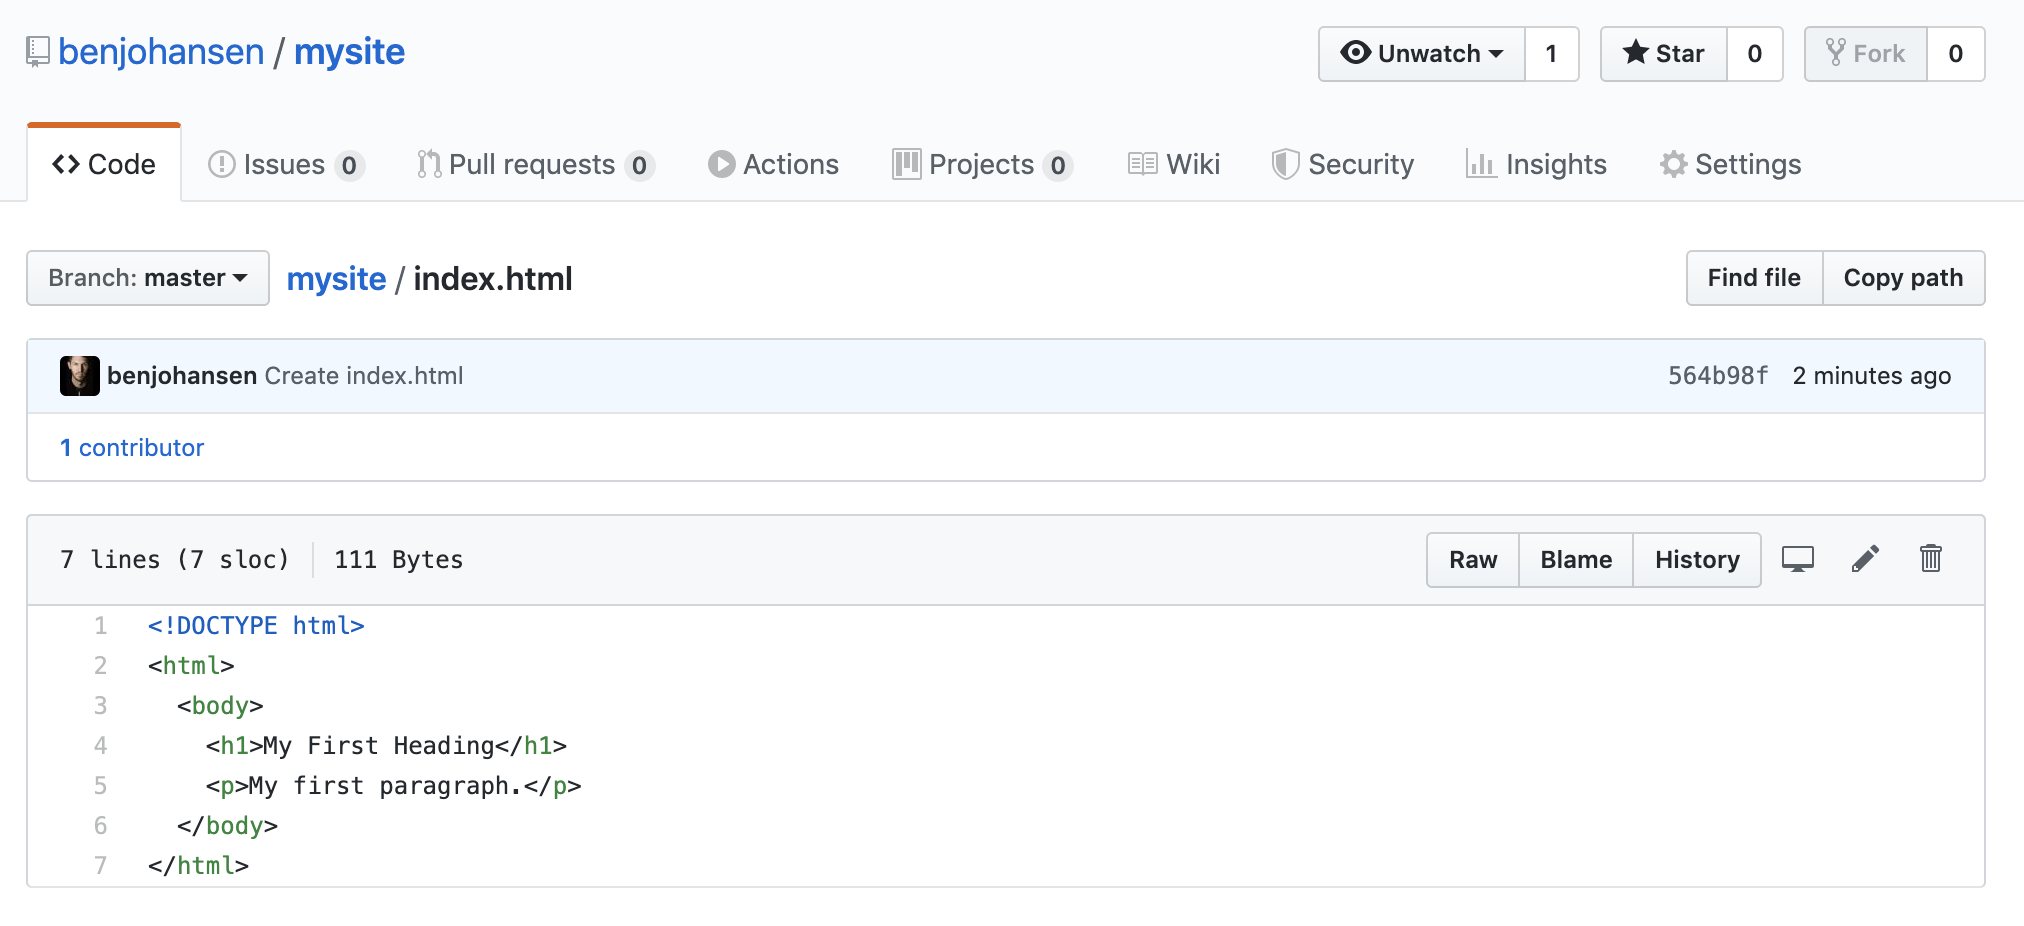 benjohansen / mysite
Unwatch 1 Star 0 Fork 0
Code Issues 0 Pull requests 0 Actions Projects 0 Wiki Security Insights Settings
Branch: master mysite / index.html Find file Copy path
benjohansen Create index.html 564b98f 2 minutes ago
1 contributor
7 lines (7 sloc) 111 Bytes Raw Blame History
1 <!DOCTYPE html>
2 <html>
3   <body>
4     <h1>My First Heading</h1>
5     <p>My first paragraph.</p>
6   </body>
7 </html>